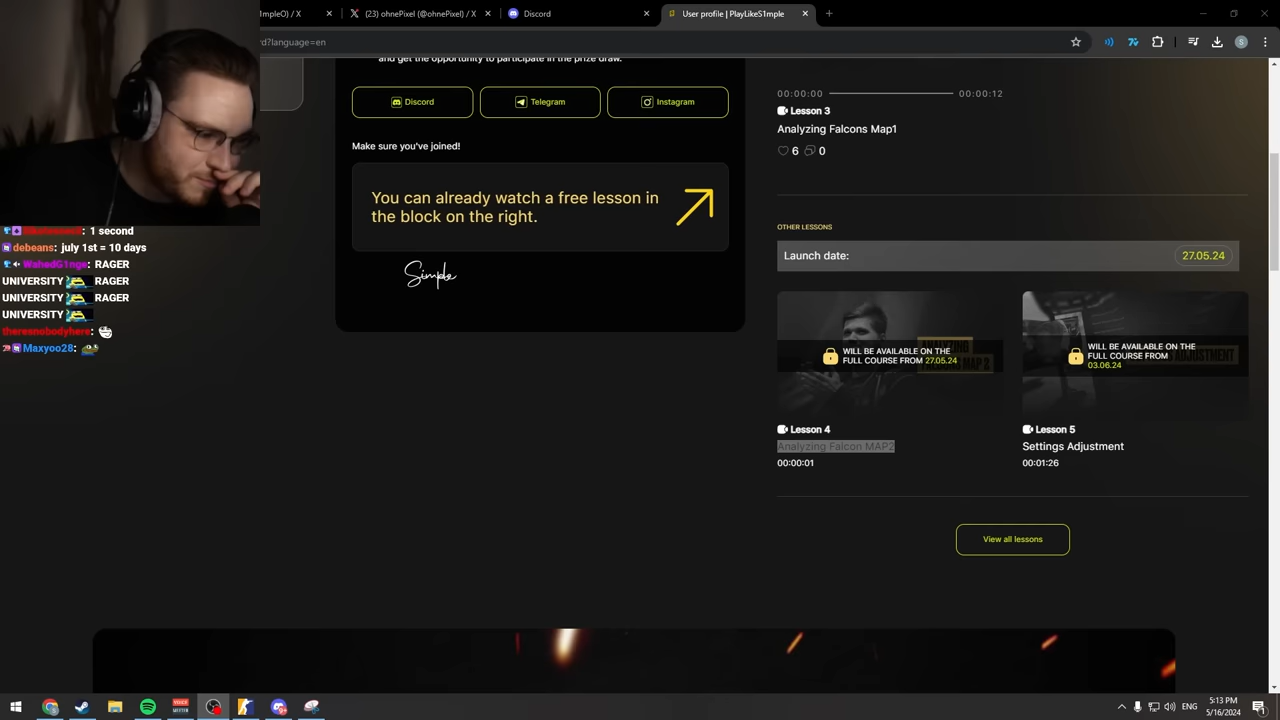 1mpleO) / X
(23) ohnePixel (@ohnePixel) / X
Discord
User profile | PlayLikeS1mple
rd?language=en
and get the opportunity to participate in the prize draw.
Discord
Telegram
Instagram
Make sure you've joined!
You can already watch a free lesson in
the block on the right.
Simple
00:00:00
00:00:12
Lesson 3
Analyzing Falcons Map1
6
0
OTHER LESSONS
Launch date:
27.05.24
WILL BE AVAILABLE ON THE
FULL COURSE FROM 27.05.24
Lesson 4
Analyzing Falcon MAP2
00:00:01
WILL BE AVAILABLE ON THE
FULL COURSE FROM
03.06.24
Lesson 5
Settings Adjustment
00:01:26
View all lessons
: 1 second
debeans: july 1st = 10 days
WahedG1nge: RAGER
UNIVERSITY RAGER
UNIVERSITY RAGER
UNIVERSITY
theresnobodyhere:
Maxyoo28:
ENG
5:13 PM
5/16/2024